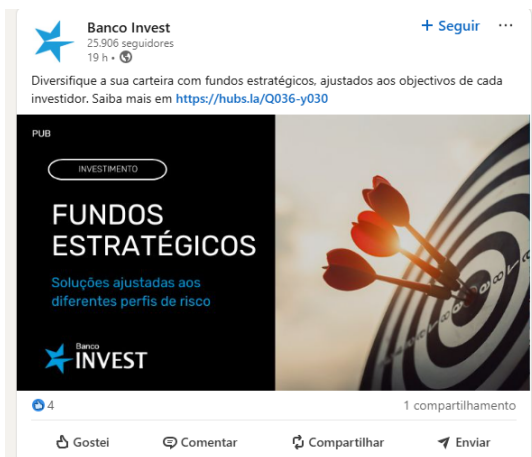 Banco Invest
+ Seguir ...
25.906 seguidores
19 h •
Diversifique a sua carteira com fundos estratégicos, ajustados aos objectivos de cada
investidor. Saiba mais em https://hubs.la/Q036-y030
PUB
INVESTIMENTO
FUNDOS
ESTRATÉGICOS
Soluções ajustadas aos
diferentes perfis de risco
Banco
INVEST
4
1 compartilhamento
Gostei
Comentar
Compartilhar
Enviar